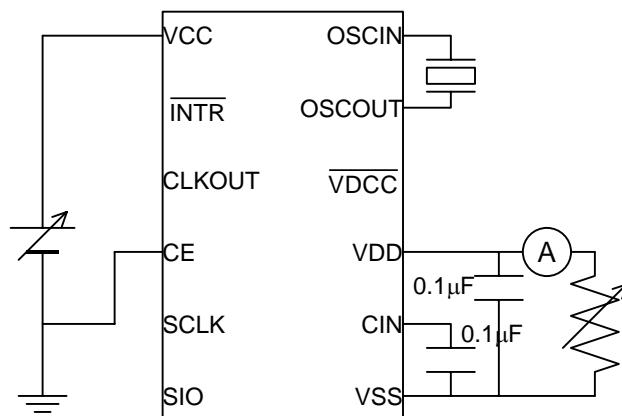 VCC
OSCIN
INTR
OSCOUT
CLKOUT
VDCC
CE
VDD
A
0.1μF
SCLK
CIN
0.1μF
SIO
VSS